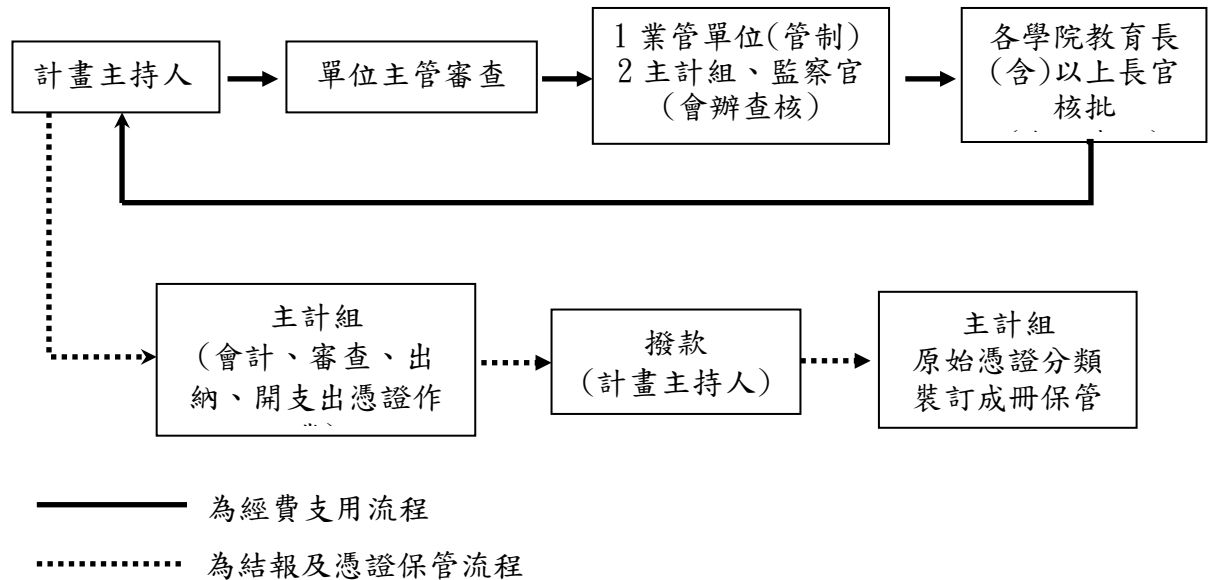 計畫主持人
單位主管審查
1 業管單位(管制)
2 主計組、監察官
(會辦查核)
各學院教育長
(含)以上長官
核批
主計組
(會計、審查、出
納、開支出憑證作
撥款
(計畫主持人)
主計組
原始憑證分類
裝訂成冊保管
為經費支用流程
為結報及憑證保管流程